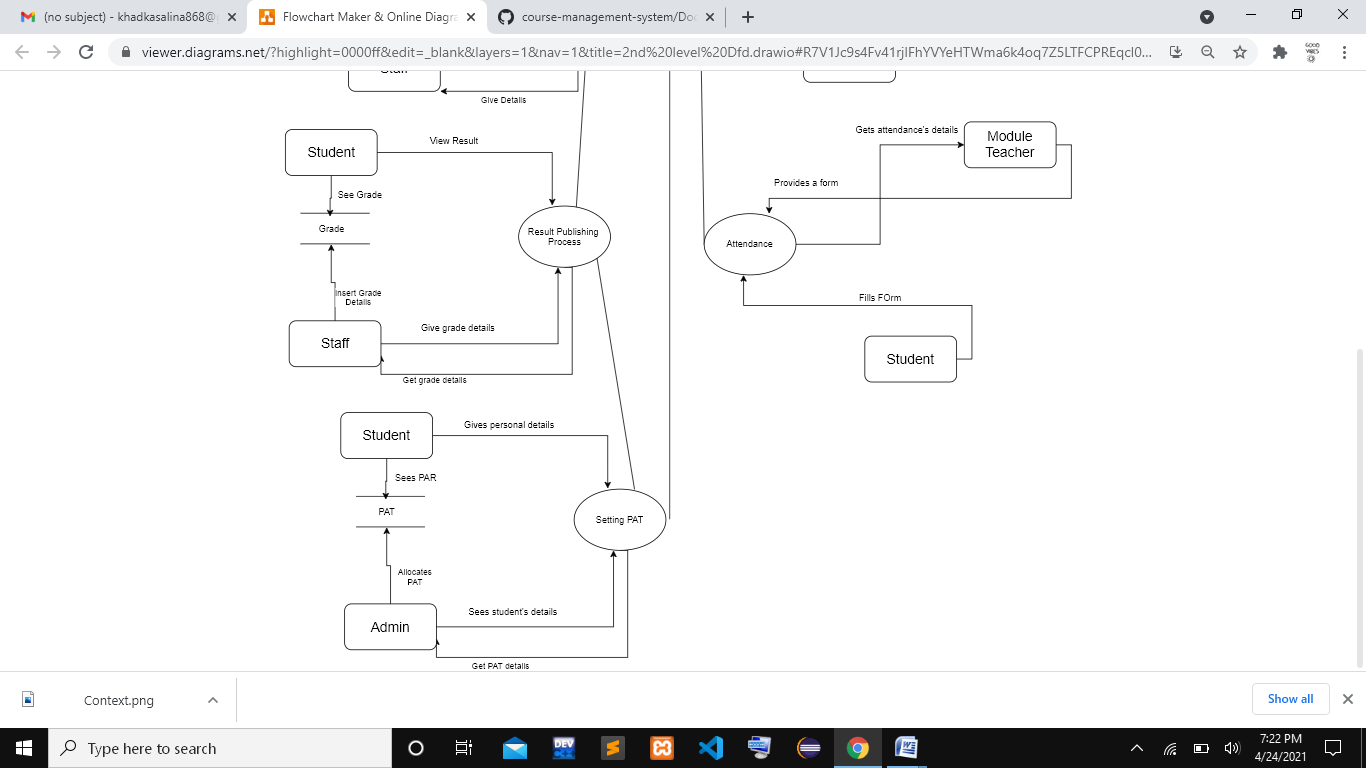 (no subject) - khadkasalina868@
Flowchart Maker & Online Diagra
course-management-system/Do
viewer.diagrams.net/?highlight=0000ff&edit=_blank&layers=1&nav=1&title=2nd%20level%20Dfd.drawio#R7V1Jc9s4Fv41rjIFhYVYeHTWma6k4oq7Z5LTFCPREqcl0...
GOOD VIBES
Staff
Give Details
Student
View Result
See Grade
Grade
Result Publishing
Process
Insert Grade
Details
Staff
Give grade details
Get grade details
Gets attendance's details
Module
Teacher
Provides a form
Attendance
Fills FOrm
Student
Student
Gives personal details
Sees PAR
PAT
Setting PAT
Allocates
PAT
Admin
Sees student's details
Get PAT details
Context.png
Show all
Type here to search
DEV
7:22 PM
4/24/2021